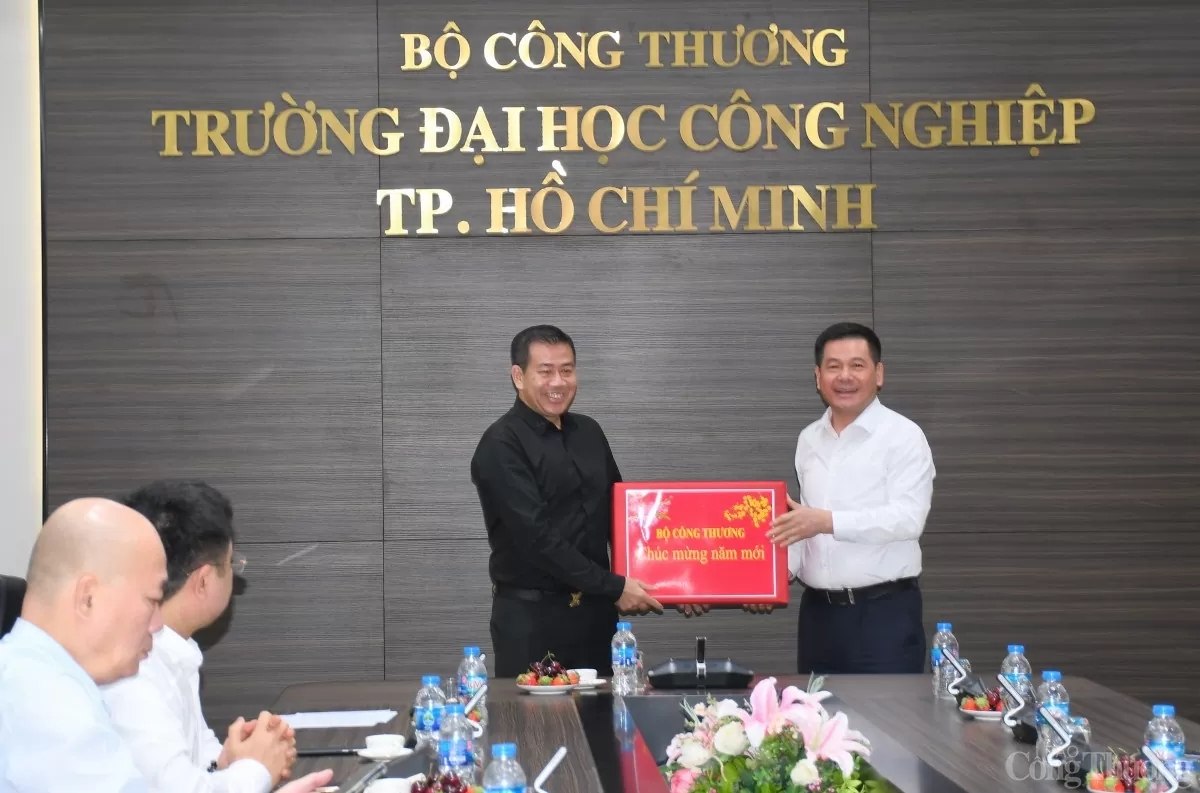 BỘ CÔNG THƯƠNG
TRƯỜNG ĐẠI HỌC CÔNG NGHIỆP
TP. HỒ CHÍ MINH
BỘ CÔNG THƯƠNG
Chúc mừng năm mới
Công Thương